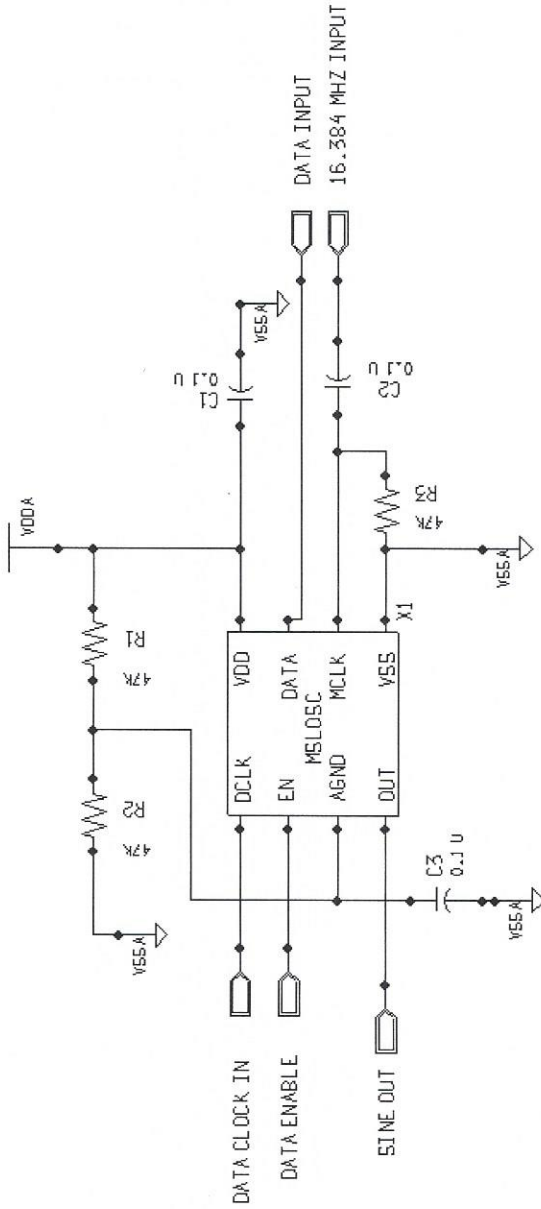 VDDA
R2
47K
R1
47K
VSSA
C1
0.1 U
VSSA
DATA CLOCK IN
DCLK
VDD
DATA INPUT
DATA ENABLE
EN
DATA
MSLOSC
16.384 MHZ INPUT
AGND
MCLK
C2
0.1 U
SINE OUT
OUT
VSS
X1
R3
47K
C3
0.1 U
VSSA
VSSA